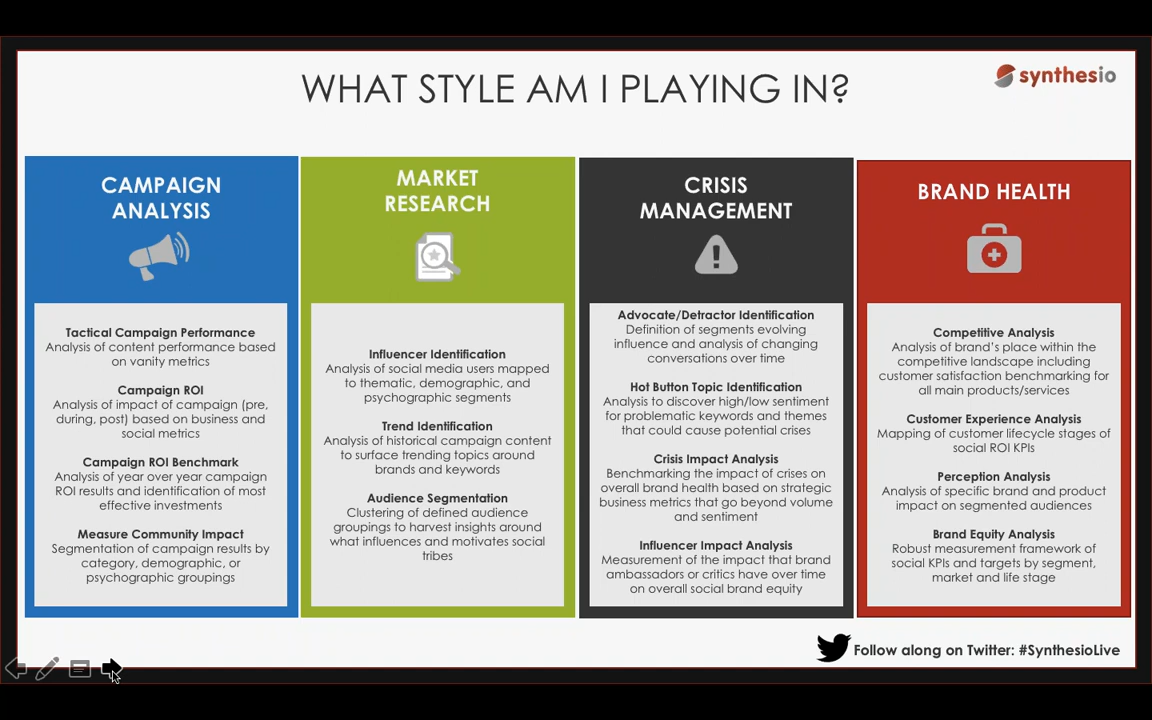 WHAT STYLE AM I PLAYING IN?
synthesio
CAMPAIGN
ANALYSIS
Tactical Campaign Performance
Analysis of content performance based
on vanity metrics
Campaign ROI
Analysis of impact of campaign (pre,
during, post) based on business and
social metrics
Campaign ROI Benchmark
Analysis of year over year campaign
ROI results and identification of most
effective investments
Measure Community Impact
Segmentation of campaign results by
category, demographic, or
psychographic groupings
MARKET
RESEARCH
Influencer Identification
Analysis of social media users mapped
to thematic, demographic, and
psychographic segments
Trend Identification
Analysis of historical campaign content
to surface trending topics around
brands and keywords
Audience Segmentation
Clustering of defined audience
groupings to harvest insights around
what influences and motivates social
tribes
CRISIS
MANAGEMENT
Advocate/Detractor Identification
Definition of segments evolving
influence and analysis of changing
conversations over time
Hot Button Topic Identification
Analysis to discover high/low sentiment
for problematic keywords and themes
that could cause potential crises
Crisis Impact Analysis
Benchmarking the impact of crises on
overall brand health based on strategic
business metrics that go beyond volume
and sentiment
Influencer Impact Analysis
Measurement of the impact that brand
ambassadors or critics have over time
on overall social brand equity
BRAND HEALTH
Competitive Analysis
Analysis of brand's place within the
competitive landscape including
customer satisfaction benchmarking for
all main products/services
Customer Experience Analysis
Mapping of customer lifecycle stages of
social ROI KPIs
Perception Analysis
Analysis of specific brand and product
impact on segmented audiences
Brand Equity Analysis
Robust measurement framework of
social KPIs and targets by segment,
market and life stage
Follow along on Twitter: #SynthesioLive